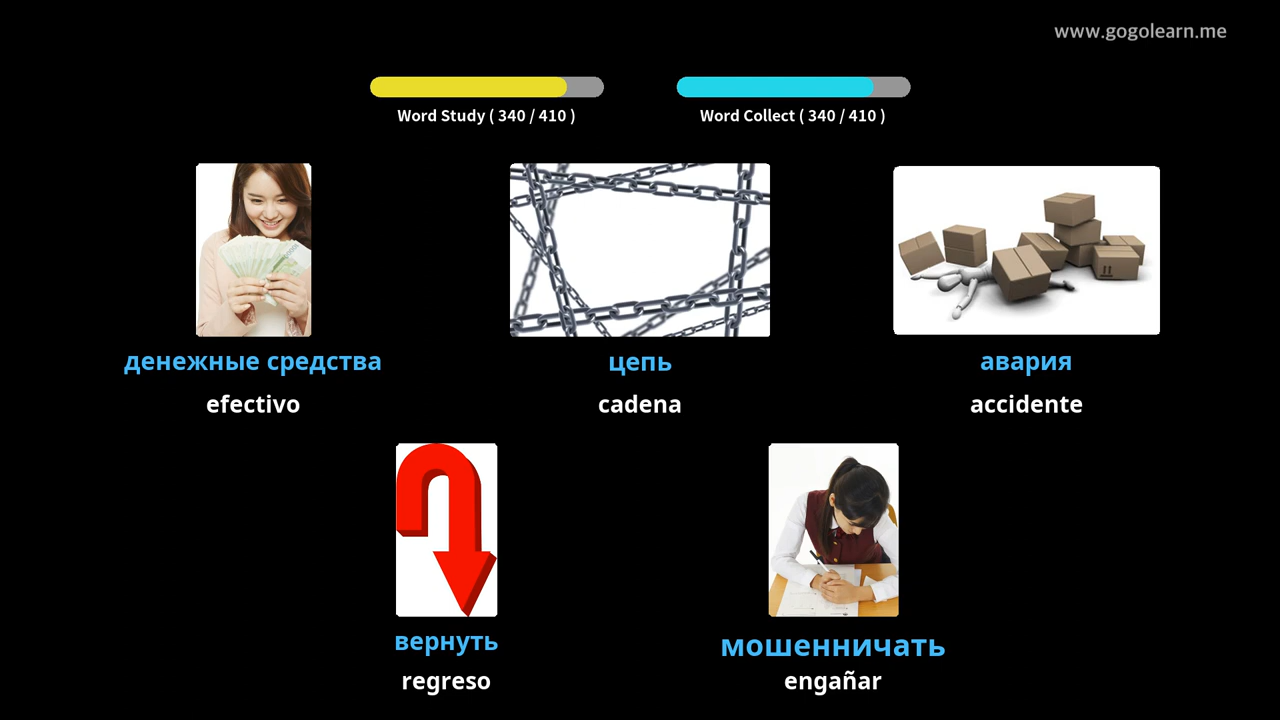 www.gogolearn.me
Word Study ( 340 / 410 )
Word Collect ( 340 / 410 )
денежные средства
цепь
авария
efectivo
cadena
accidente
вернуть
мошенничать
regreso
engañar